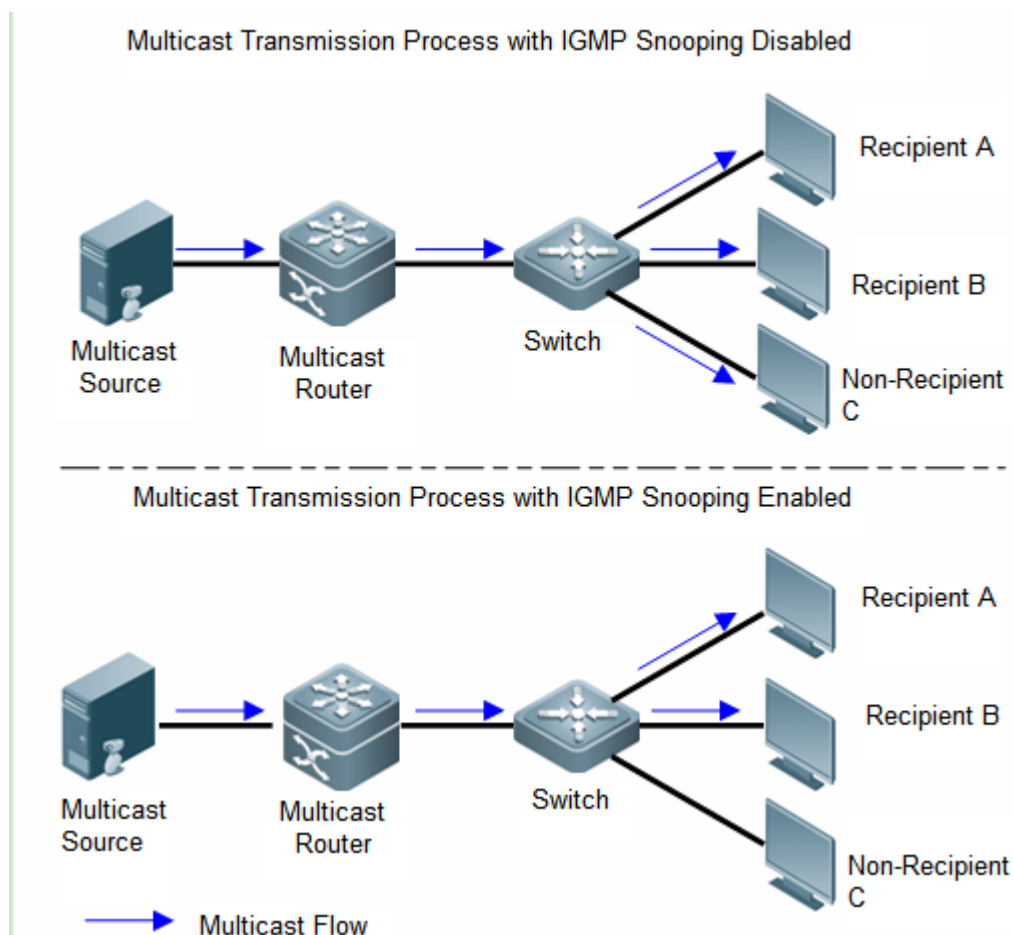 Multicast Transmission Process with IGMP Snooping Disabled
Recipient A
Recipient B
Multicast
Source
Multicast
Router
Switch
Non-Recipient
C
Multicast Transmission Process with IGMP Snooping Enabled
Recipient A
Recipient B
Multicast
Source
Multicast
Router
Switch
Non-Recipient
C
Multicast Flow